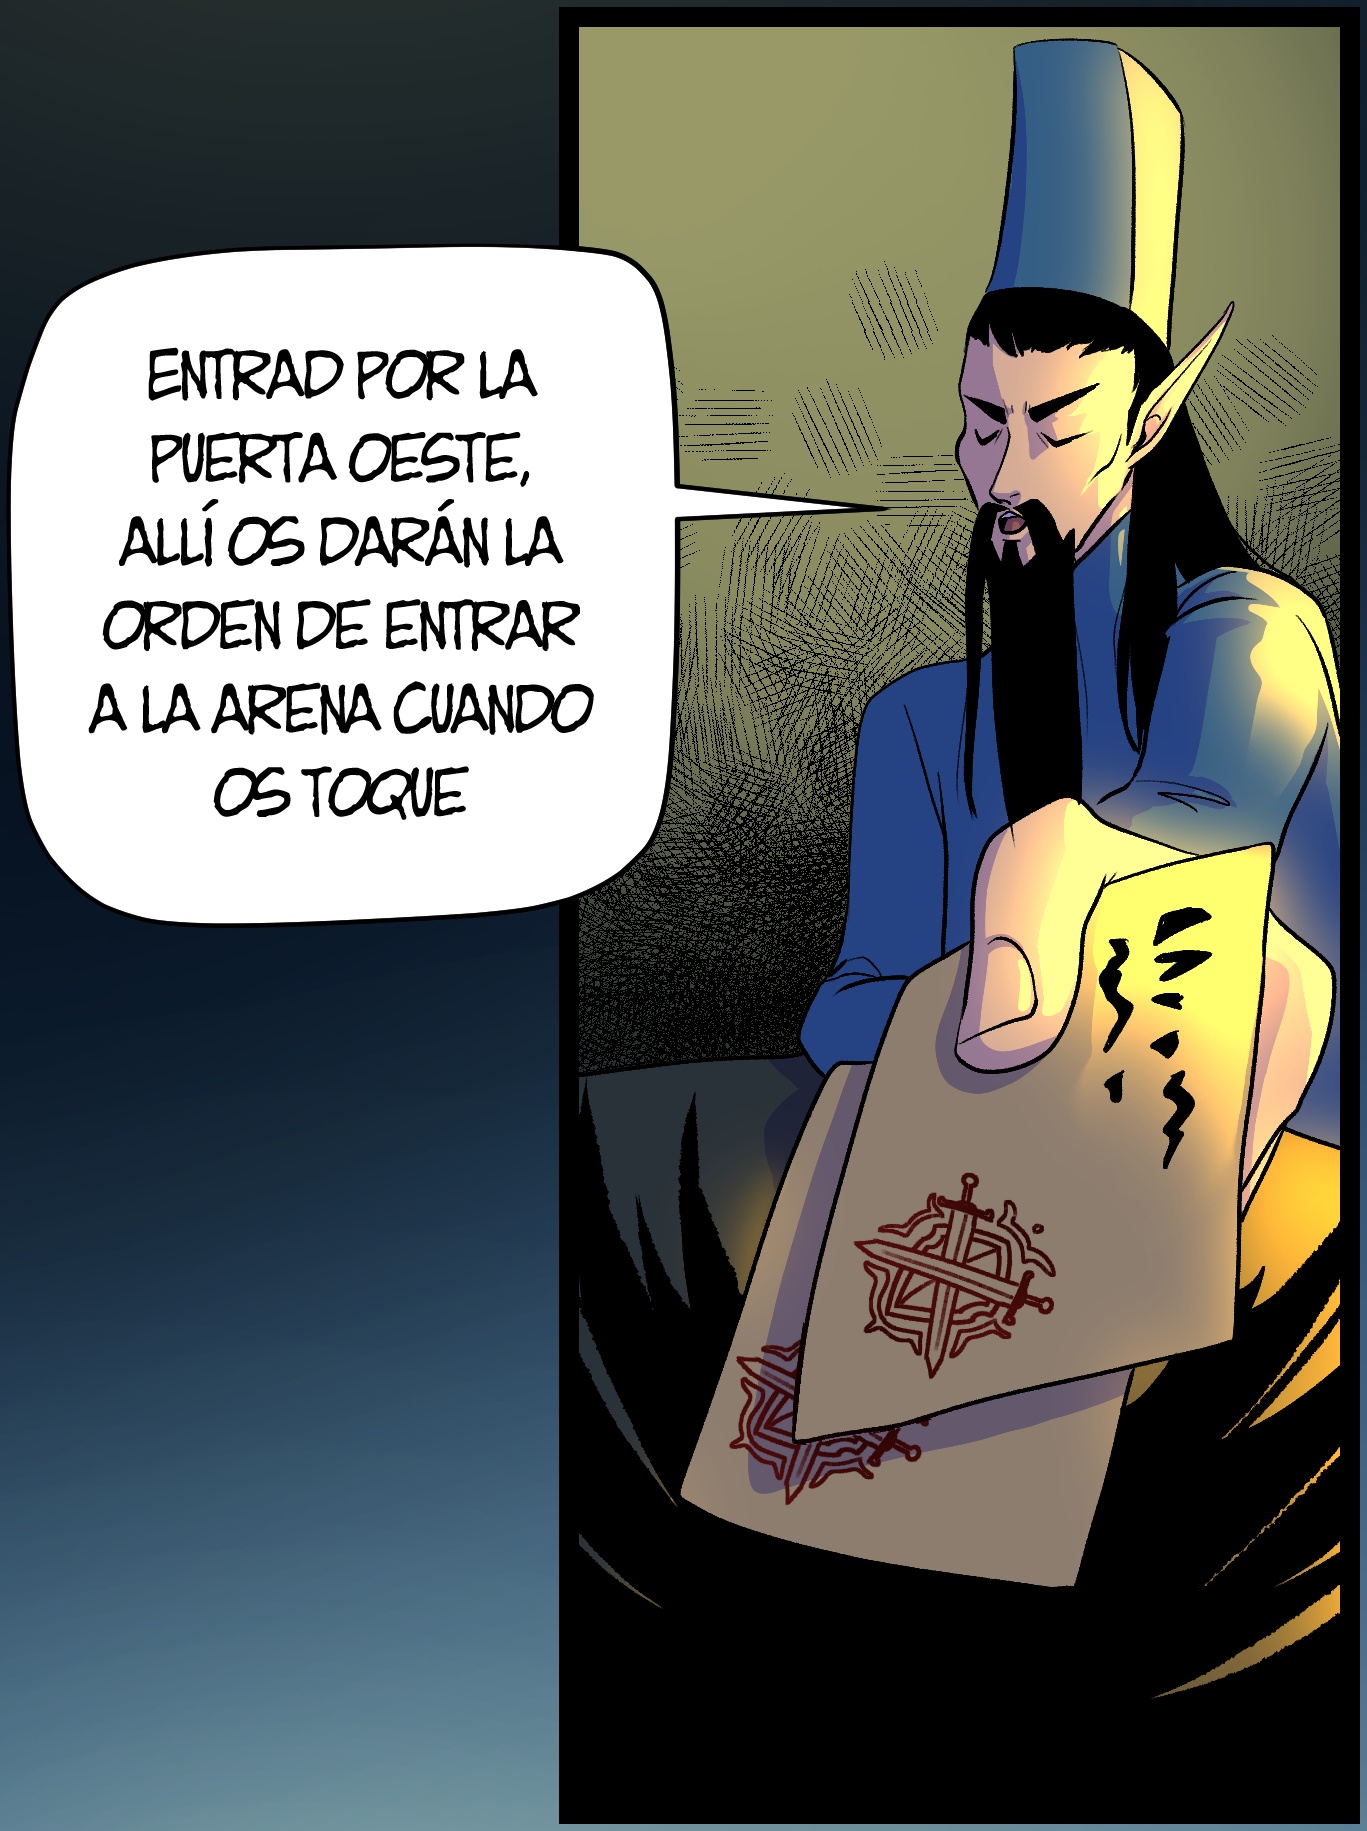 ENTRAD POR LA
PUERTA OESTE,
ALLÍ OS DARÁN LA
ORDEN DE ENTRAR
A LA ARENA CUANDO
OS TOQUE